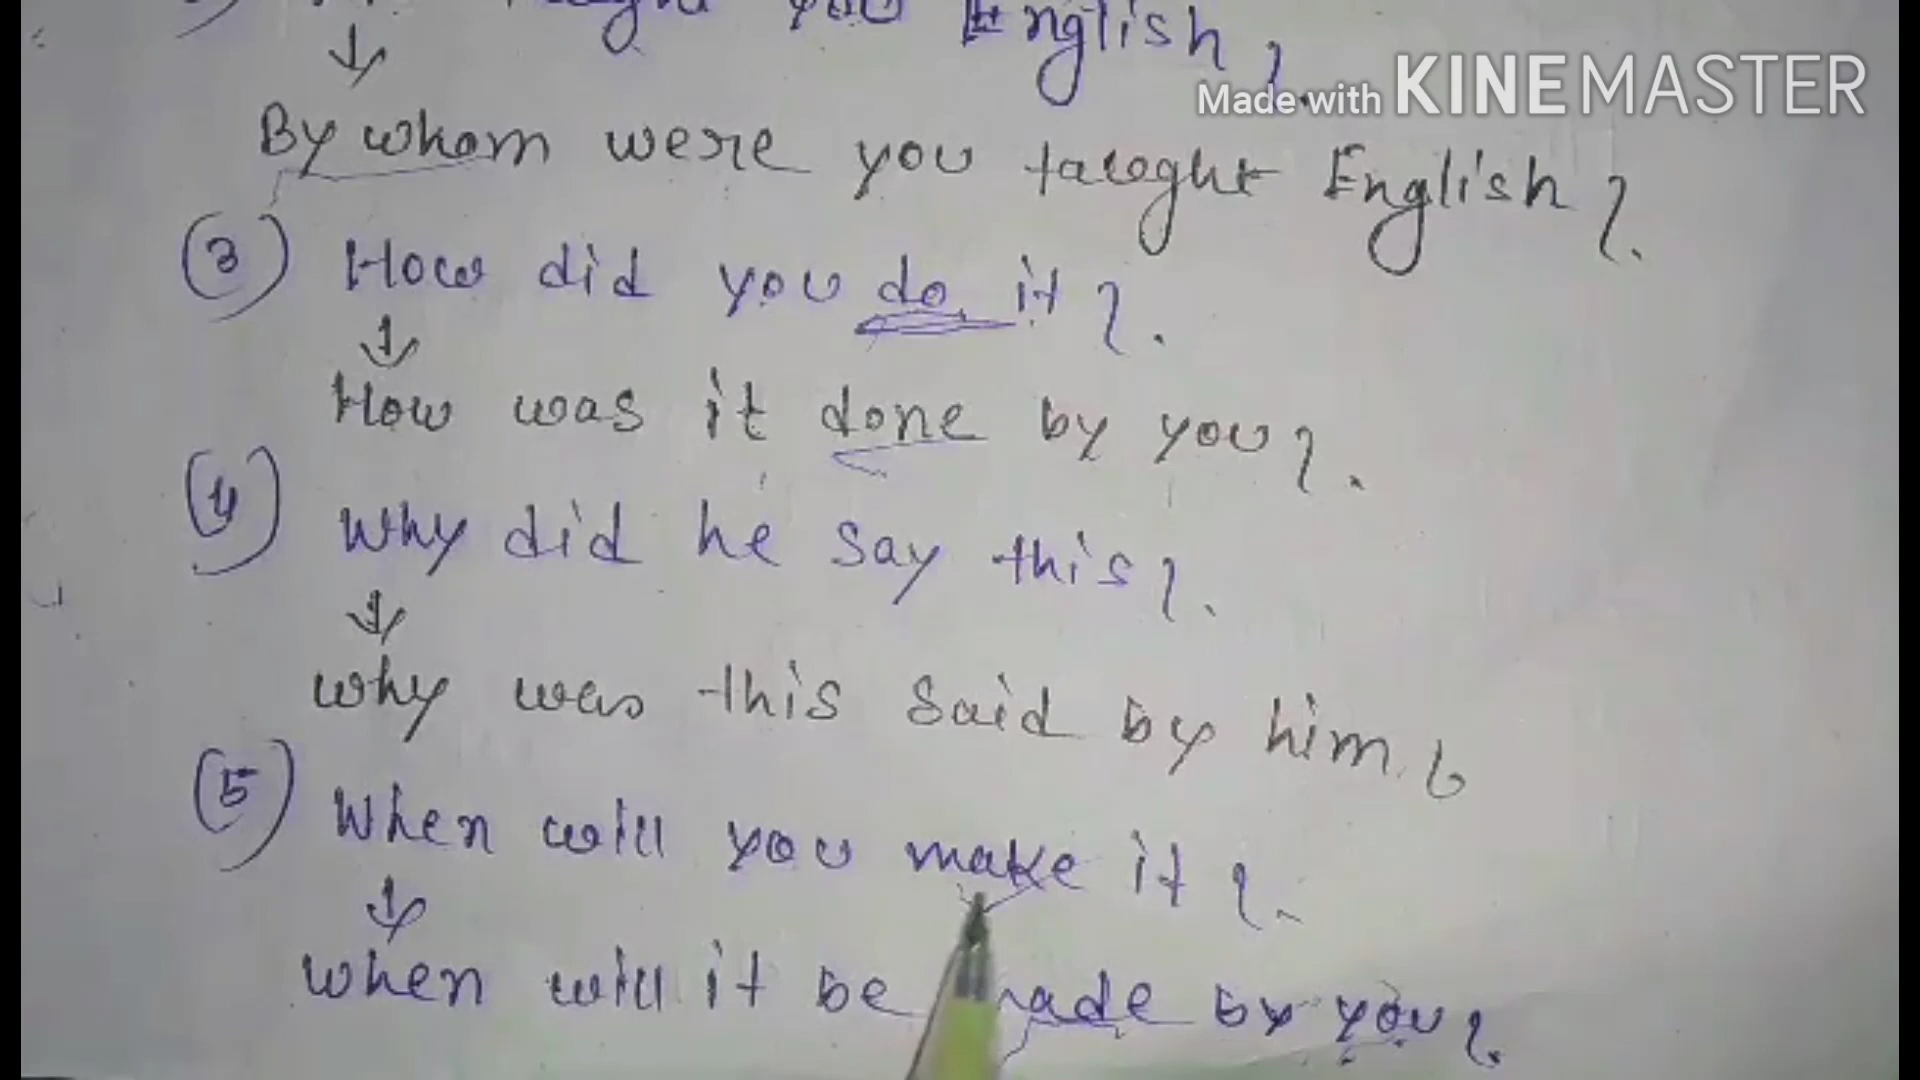 taught you English ?
Made with KINEMASTER
By whom were you taught English ?
(3) How did you do it ?
How was it done by you ?
(4) Why did he say this ?
why was this said by him
(5) When will you make it ?
when will it be made by you ?